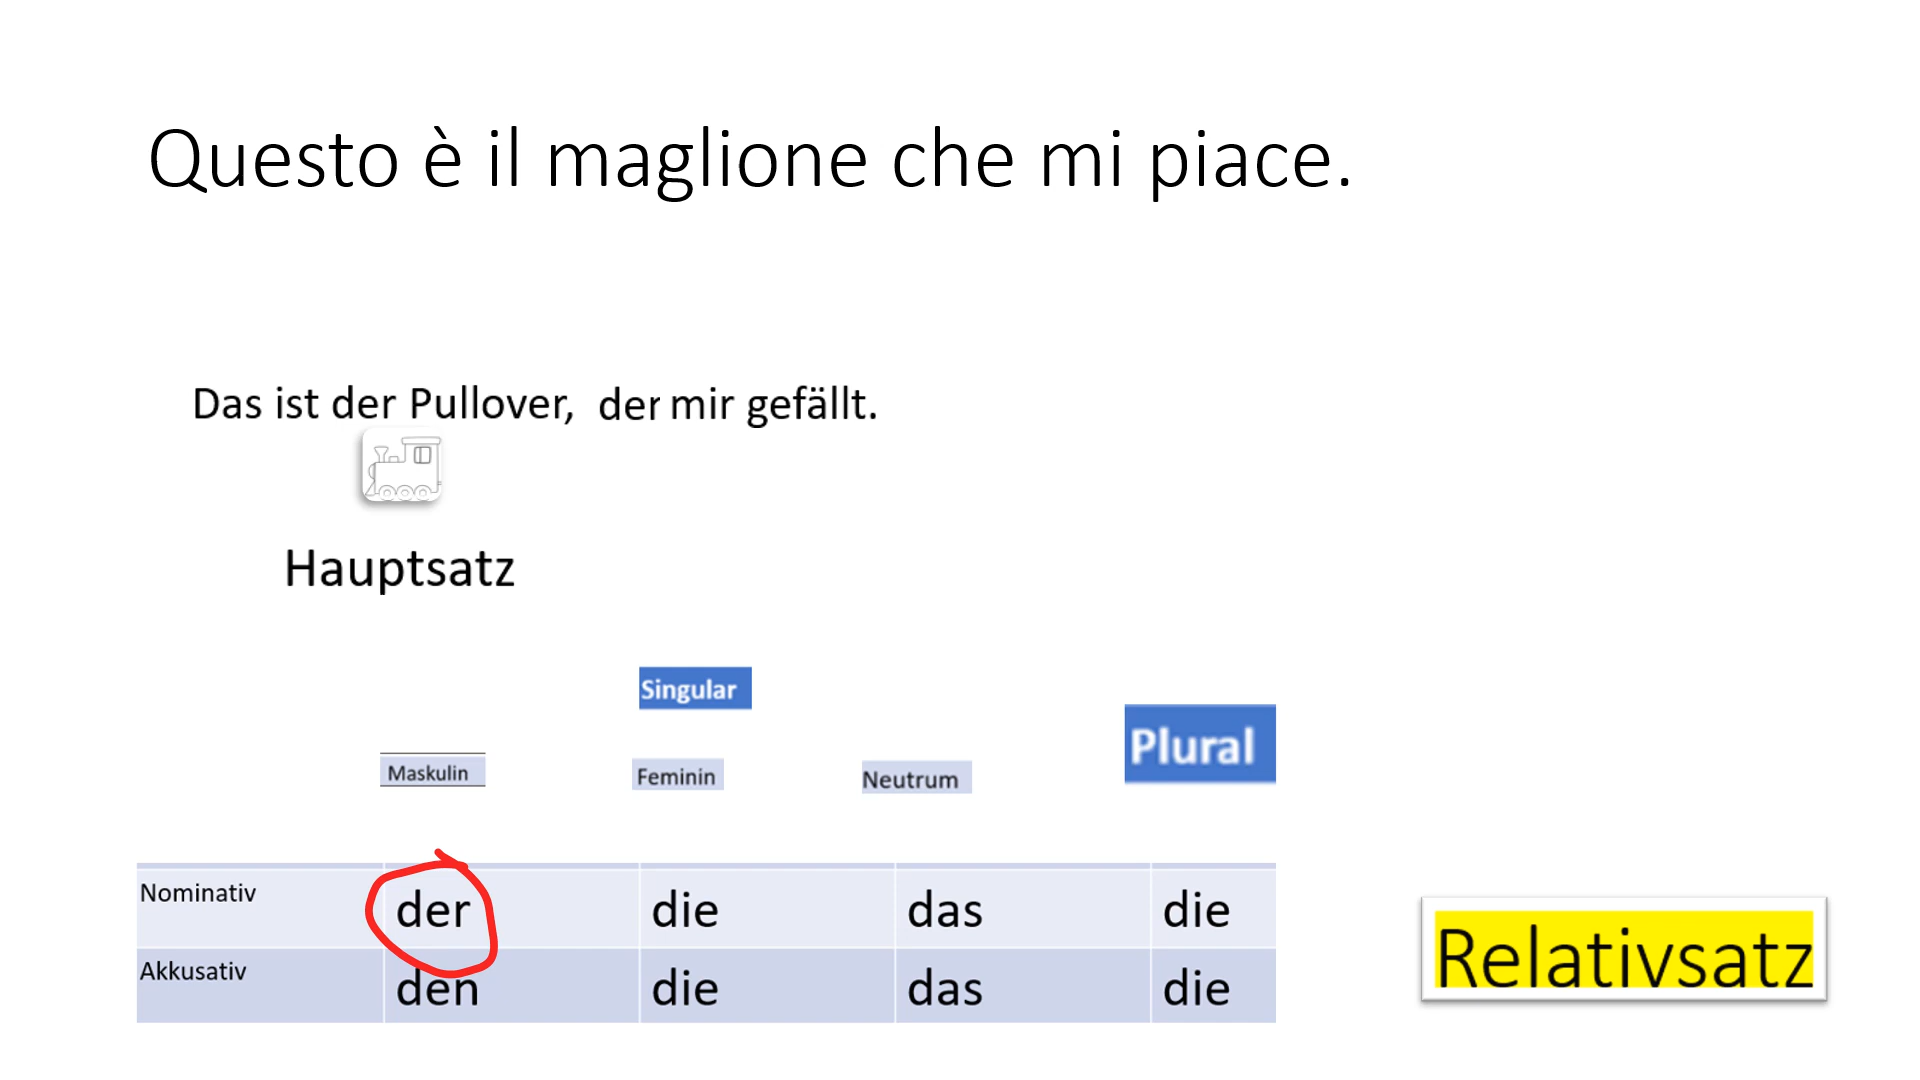 Questo è il maglione che mi piace.
Das ist der Pullover, der mir gefällt.
Hauptsatz
Singular
Plural
Maskulin Feminin Neutrum
Nominativ der die das die
Akkusativ den die das die
Relativsatz